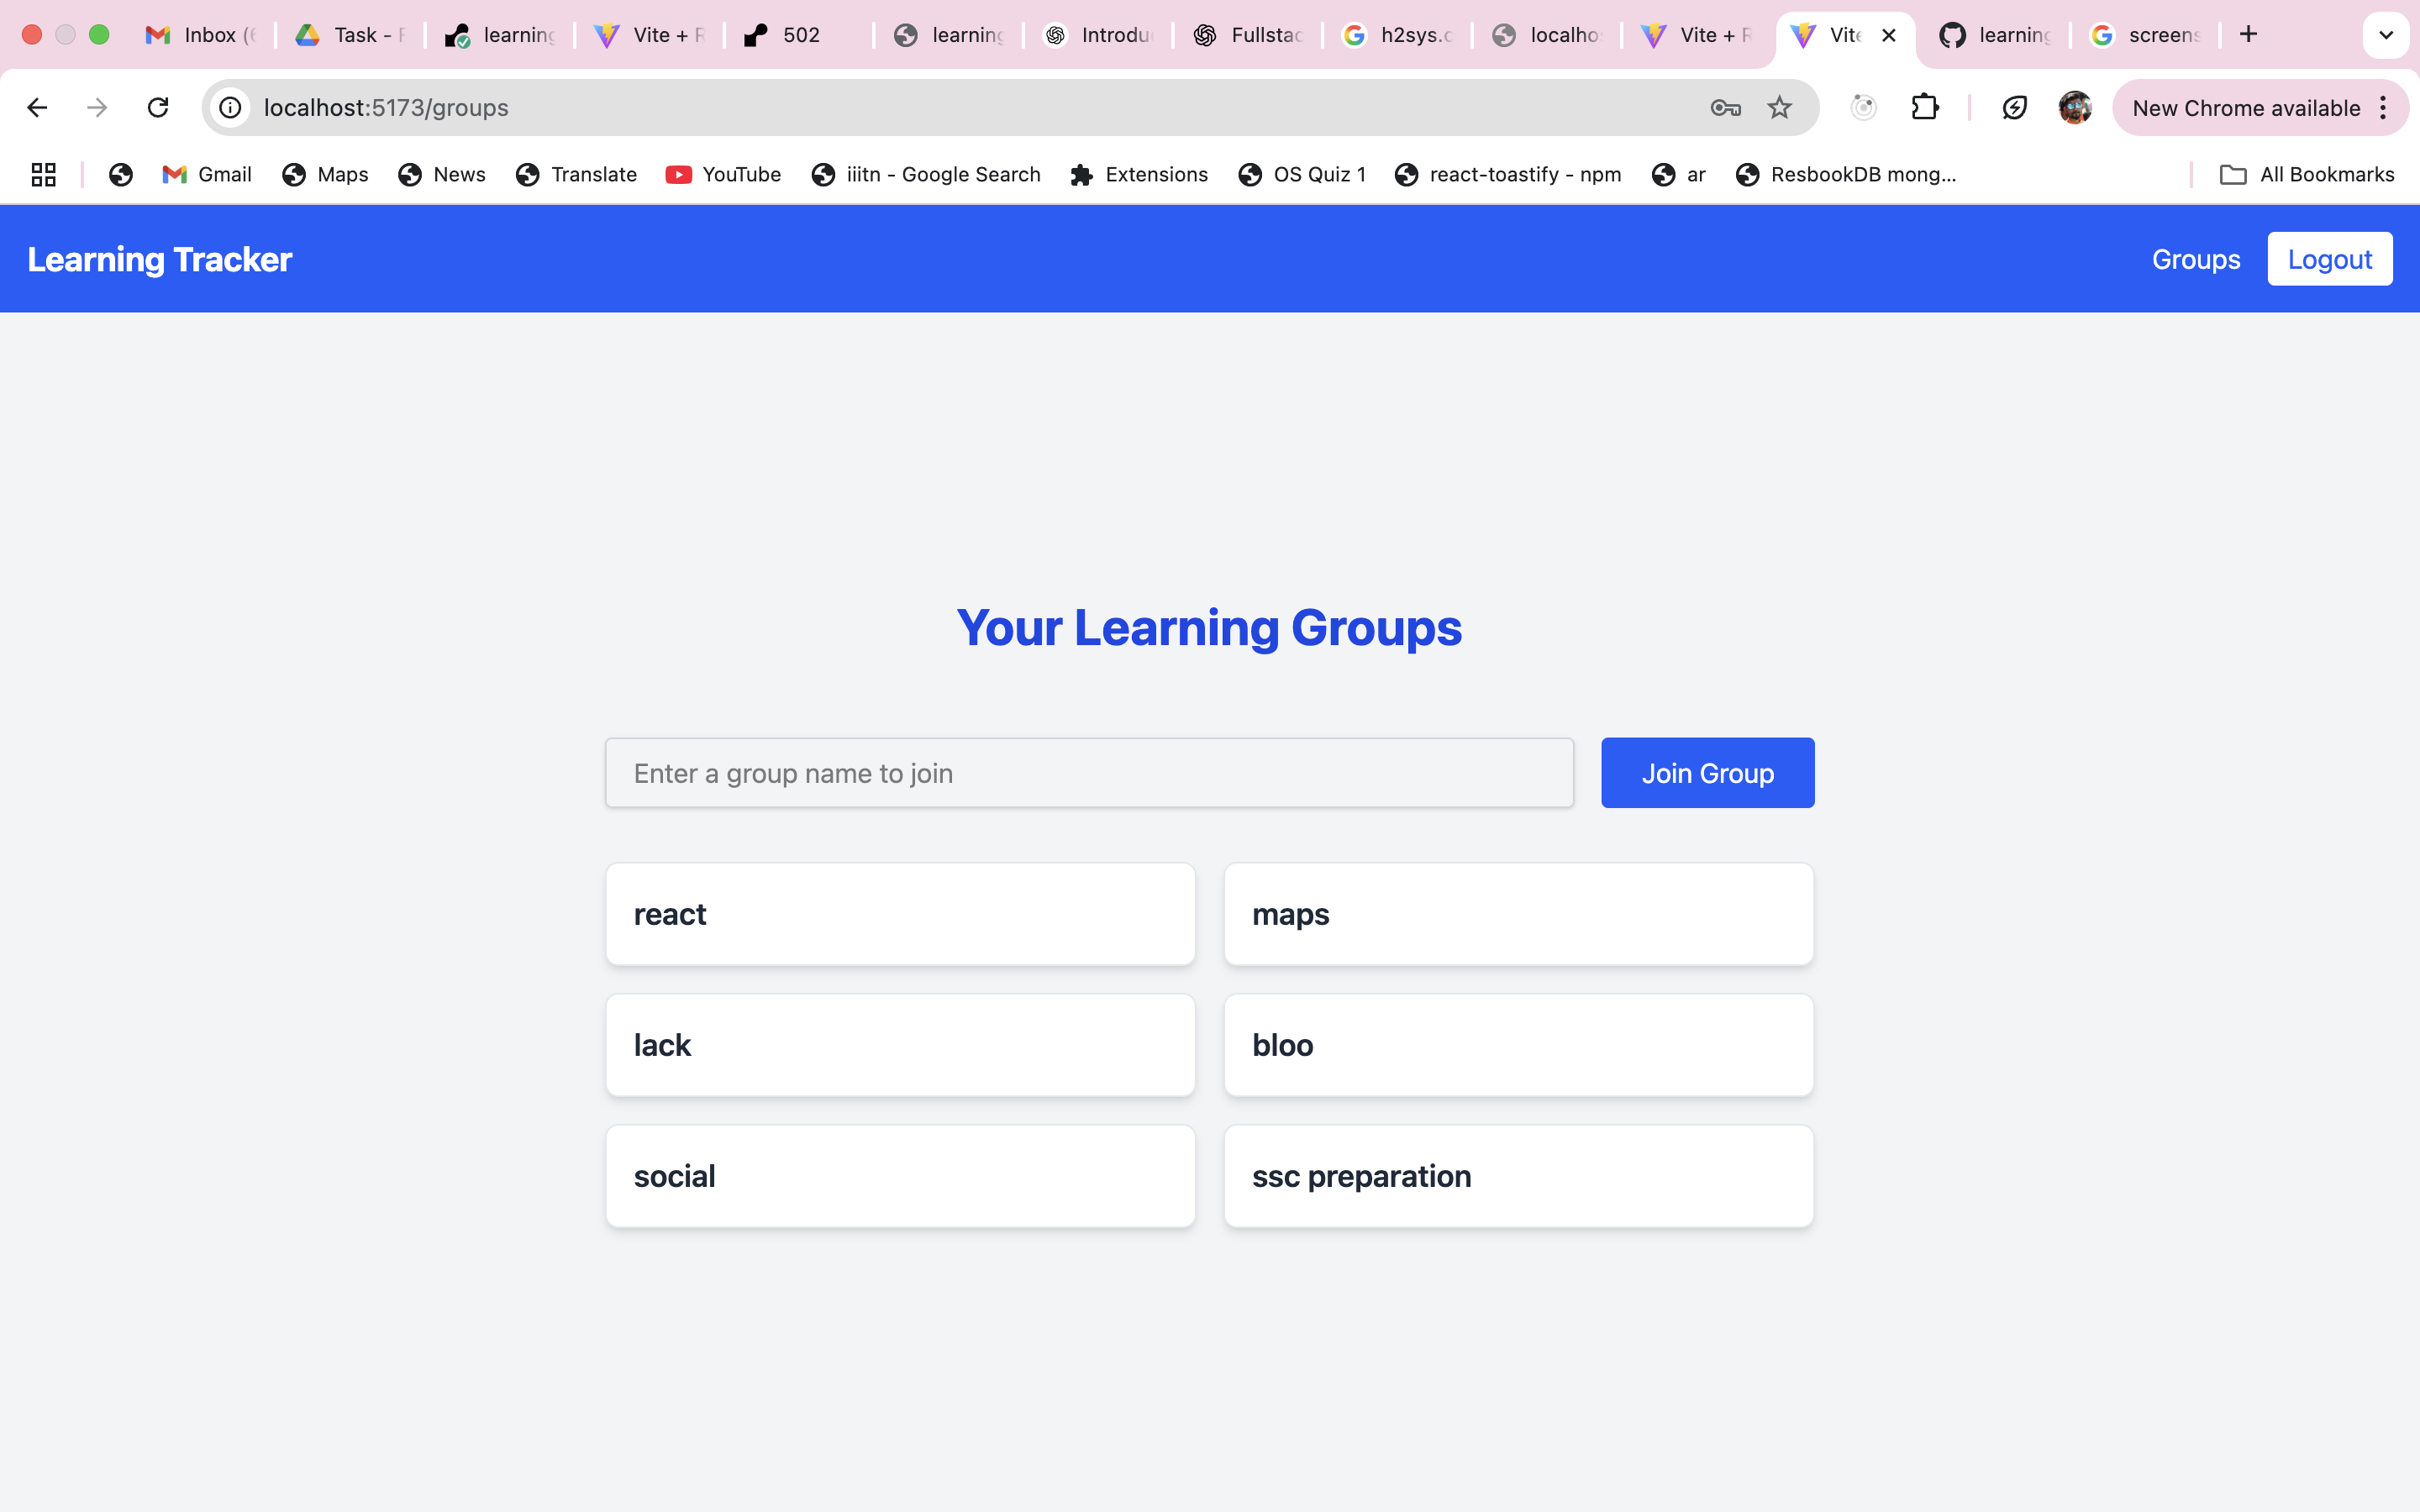 Inbox (
Task -
learning
Vite +
502
learning
Introdu
Fullstac
h2sys.c
localho
Vite +
Vite
learning
screens
localhost:5173/groups
New Chrome available
Gmail
Maps
News
Translate
YouTube
iiitn - Google Search
Extensions
OS Quiz 1
react-toastify - npm
ar
ResbookDB mong...
All Bookmarks
Learning Tracker
Groups
Logout
Your Learning Groups
Enter a group name to join
Join Group
react
maps
lack
bloo
social
ssc preparation